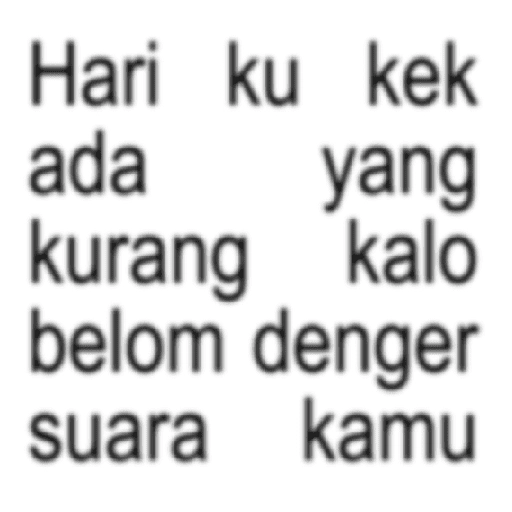 Hari ku kek
ada yang
kurang kalo
belom denger
suara kamu